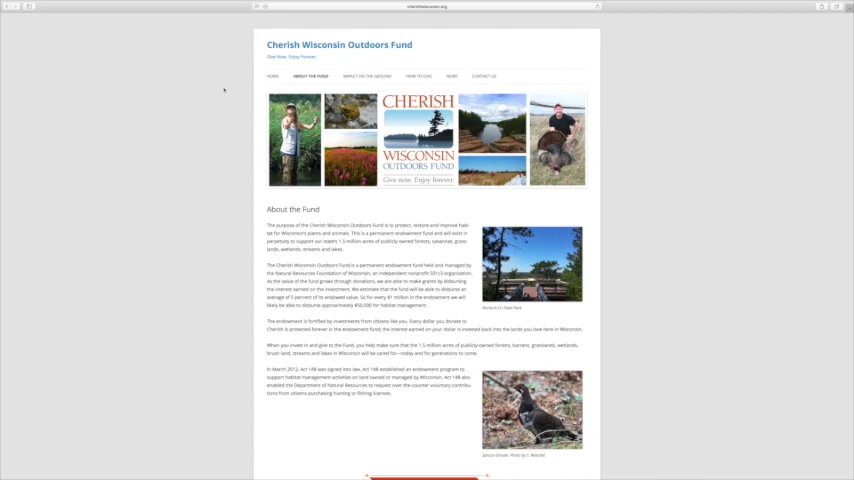 cherishwisconsin.org
Cherish Wisconsin Outdoors Fund
Give Now. Enjoy Forever.
HOME ABOUT THE FUND IMPACT ON THE GROUND HOW TO GIVE NEWS CONTACT US
CHERISH
WISCONSIN
OUTDOORS FUND
Give now. Enjoy forever.
About the Fund
The purpose of the Cherish Wisconsin Outdoors Fund is to protect, restore and improve habi-
tat for Wisconsin's plants and animals. This is a permanent endowment fund and will exist in
perpetuity to support our state's 1.5 million acres of publicly-owned forests, savannas, grass-
lands, wetlands, streams and lakes.
The Cherish Wisconsin Outdoors Fund is a permanent endowment fund held and managed by
the Natural Resources Foundation of Wisconsin, an independent nonprofit 501c3 organization.
As the value of the fund grows through donations, we are able to make grants by disbursing
the interest earned on the investment. We estimate that the fund will be able to disburse an
average of 5 percent of its endowed value. So for every $1 million in the endowment we will
likely be able to disburse approximately $50,000 for habitat management.
The endowment is fortified by investments from citizens like you. Every dollar you donate to
Cherish is protected forever in the endowment fund; the interest earned on your dollar is invested back into the lands you love here in Wisconsin.
When you invest in and give to the Fund, you help make sure that the 1.5 million acres of publicly-owned forests, barrens, grasslands, wetlands,
brush land, streams and lakes in Wisconsin will be cared for—today and for generations to come.
In March 2012, Act 148 was signed into law. Act 148 established an endowment program to
support habitat management activities on land owned or managed by Wisconsin. Act 148 also
enabled the Department of Natural Resources to request over-the-counter voluntary contribu-
tions from citizens purchasing hunting or fishing licenses.
State Park
Spruce Grouse. Photo by